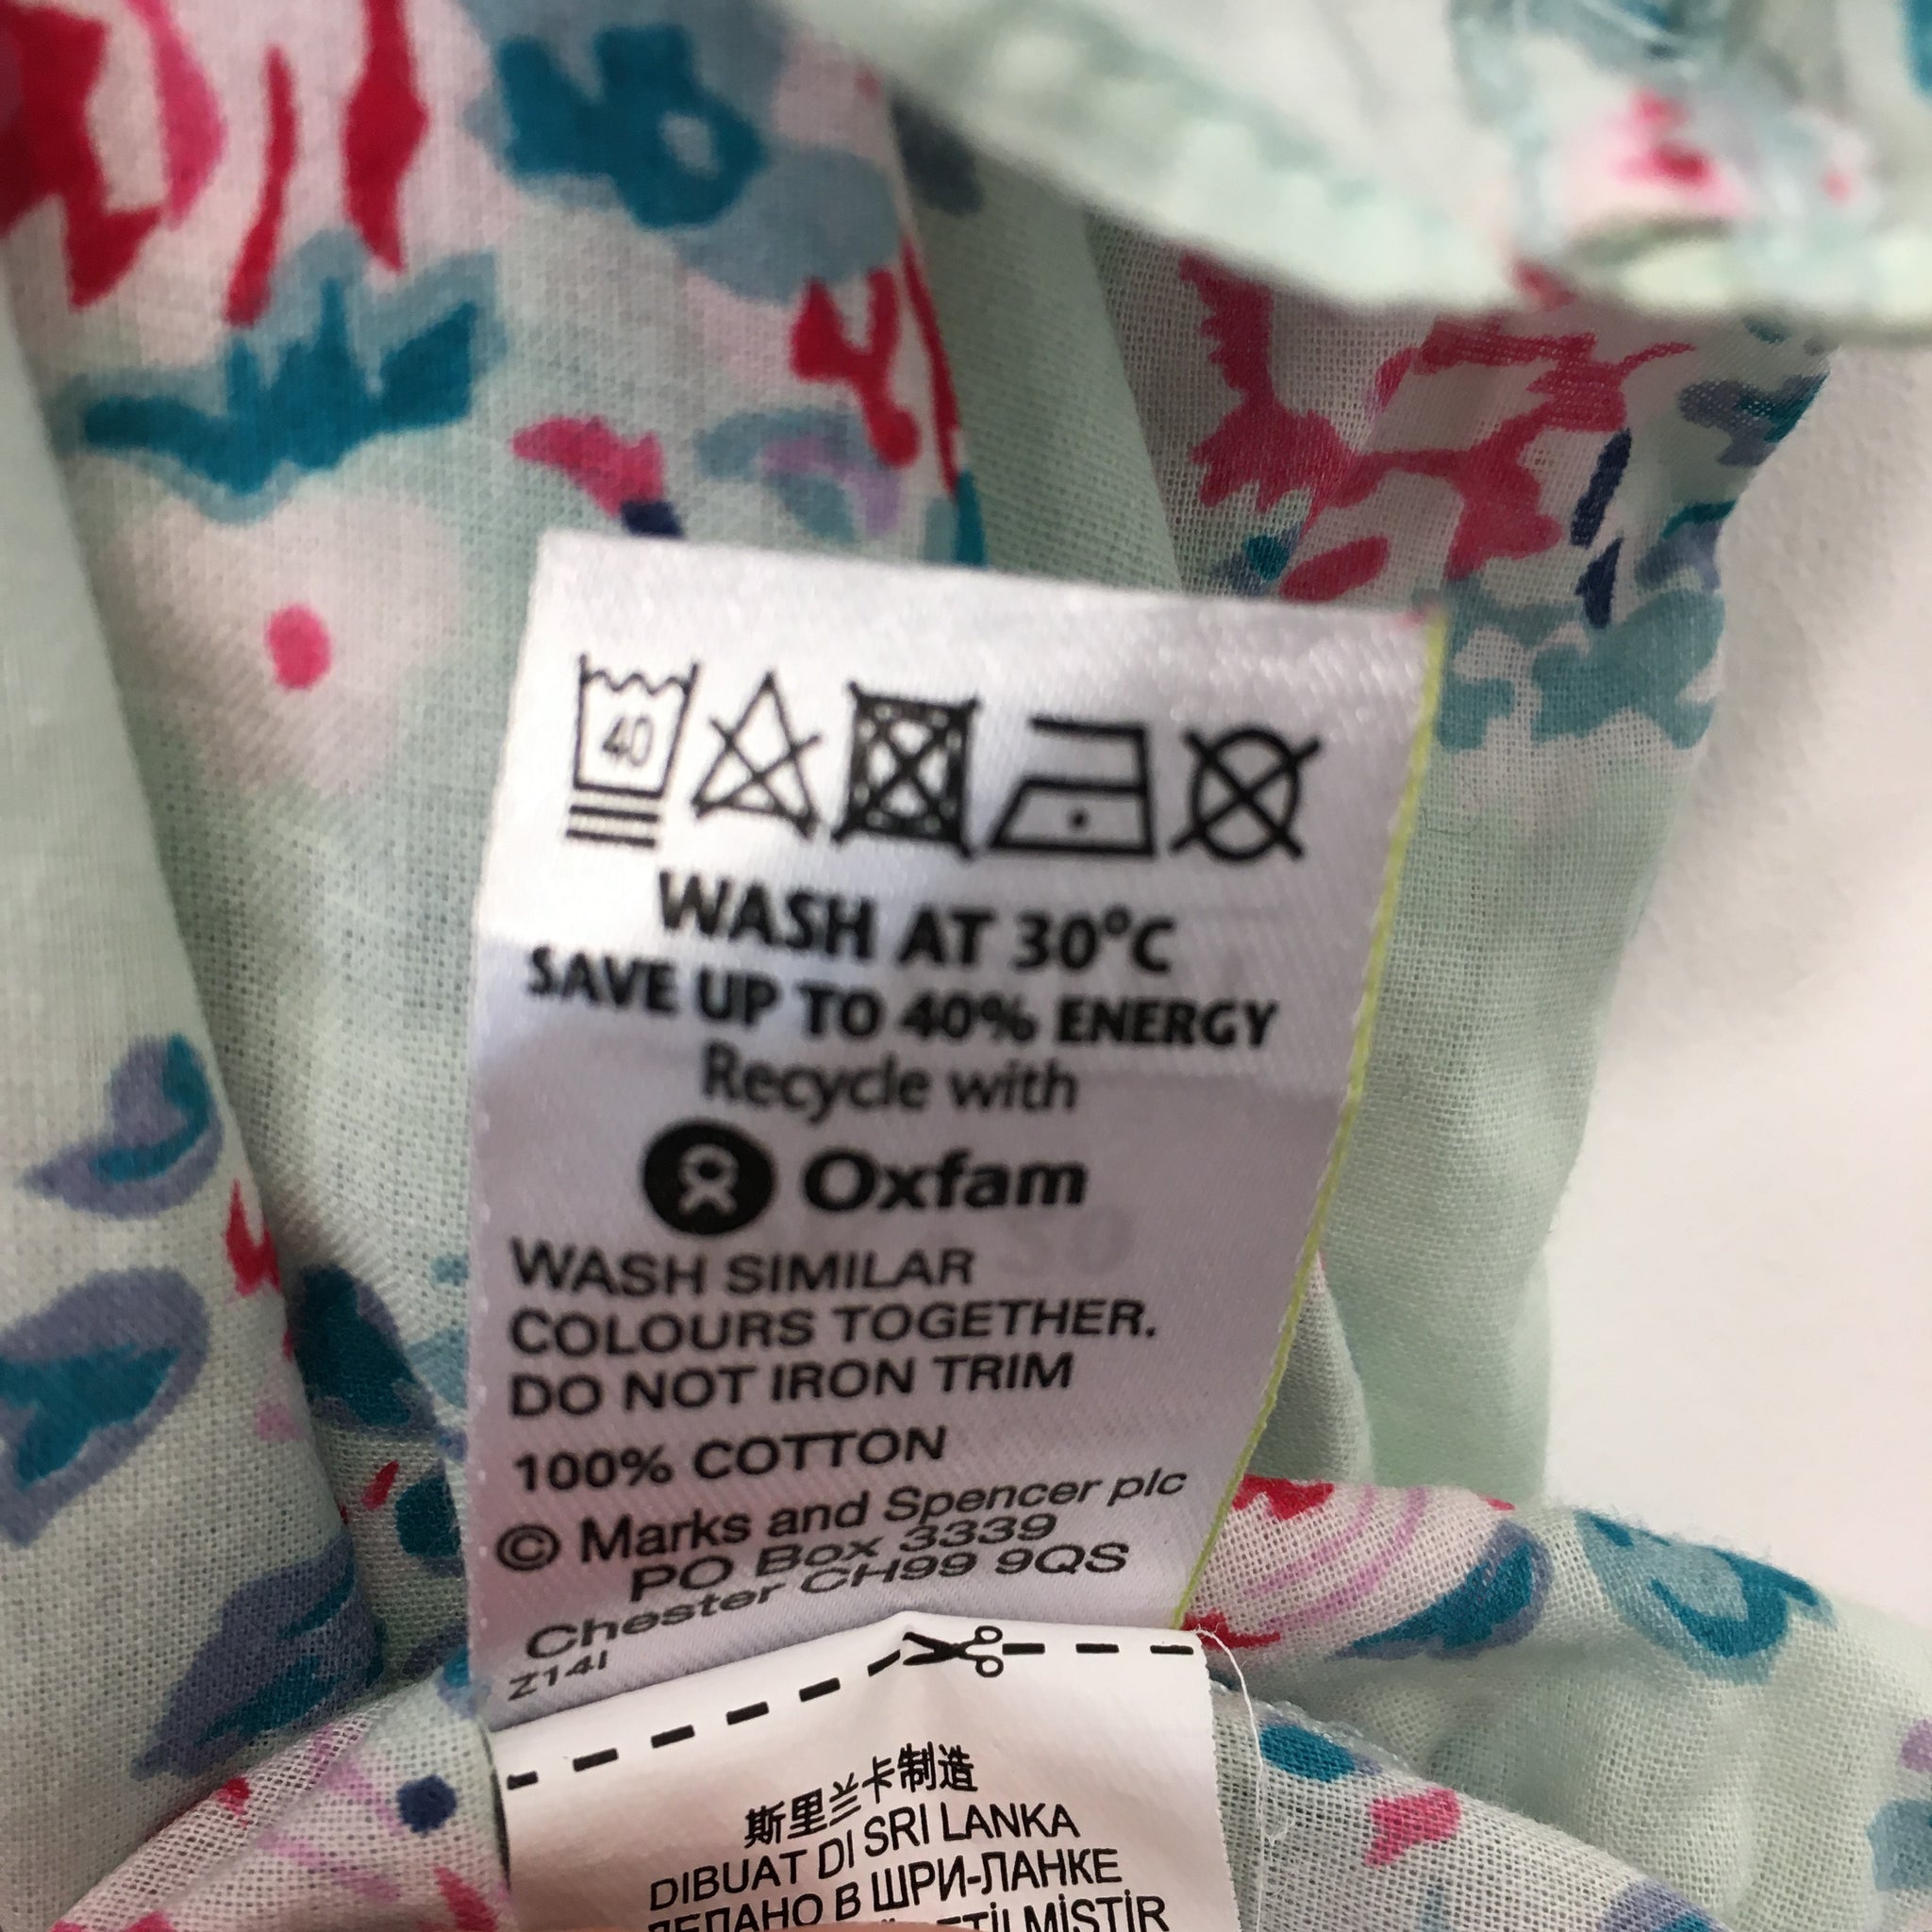 40
WASH AT 30°C
SAVE UP TO 40% ENERGY
Recycle with
Oxfam
WASH SIMILAR
COLOURS TOGETHER.
DO NOT IRON TRIM
100% COTTON
© Marks and Spencer plc
PO Box 3339
Chester CH99 9QS
Z14I
斯里兰卡制造
DIBUAT DI SRI LANKA
В ШРИ-ЛАНКЕ